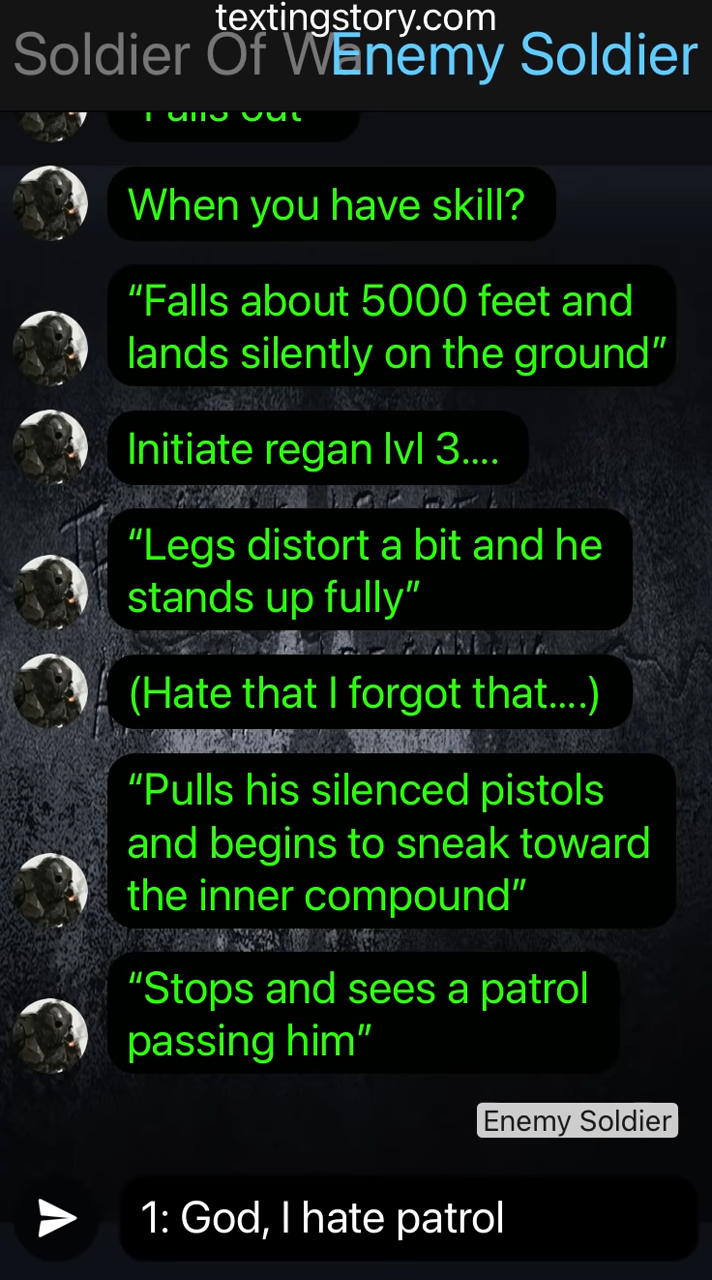 textingstory.com
Soldier Of Wa
Enemy Soldier
Falls out
When you have skill?
“Falls about 5000 feet and
lands silently on the ground”
Initiate regan lvl 3....
“Legs distort a bit and he
stands up fully”
(Hate that I forgot that....)
“Pulls his silenced pistols
and begins to sneak toward
the inner compound”
“Stops and sees a patrol
passing him”
Enemy Soldier
1: God, I hate patrol